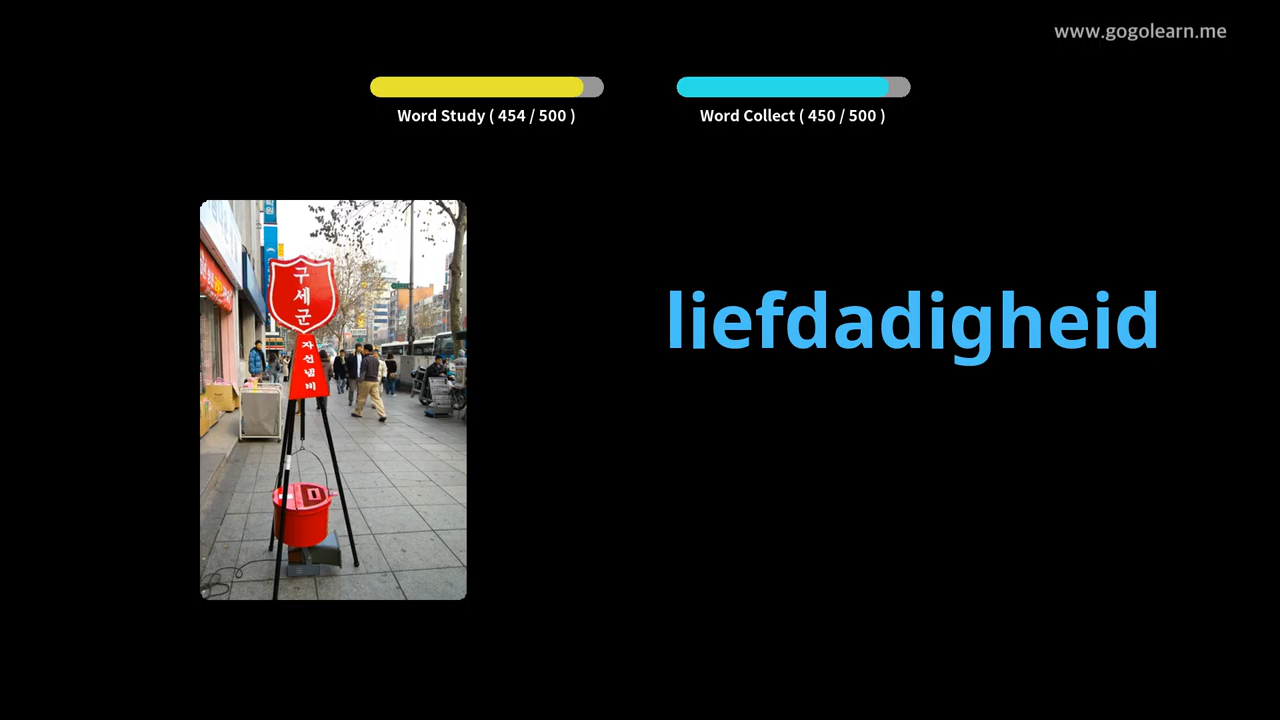 www.gogolearn.me
Word Study ( 454 / 500 )
Word Collect ( 450 / 500 )
구
세
군
자
선
냄
비
liefdadigheid